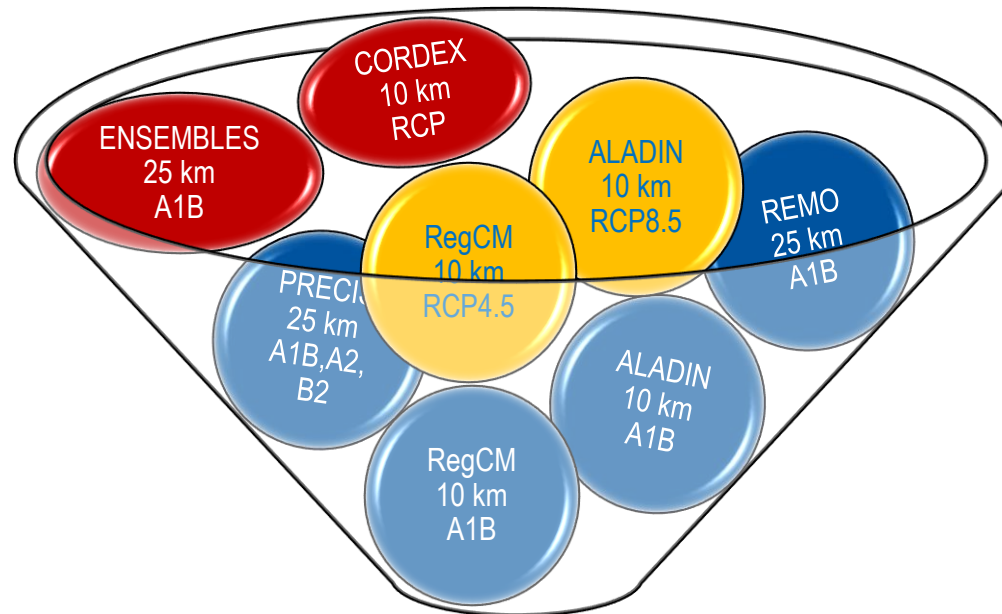 CORDEX
10 km
RCP
ENSEMBLES
25 km
A1B
ALADIN
10 km
RCP8.5
REMO
25 km
A1B
RegCM
10 km
RCP4.5
PRECIS
25 km
A1B,A2,
B2
ALADIN
10 km
A1B
RegCM
10 km
A1B